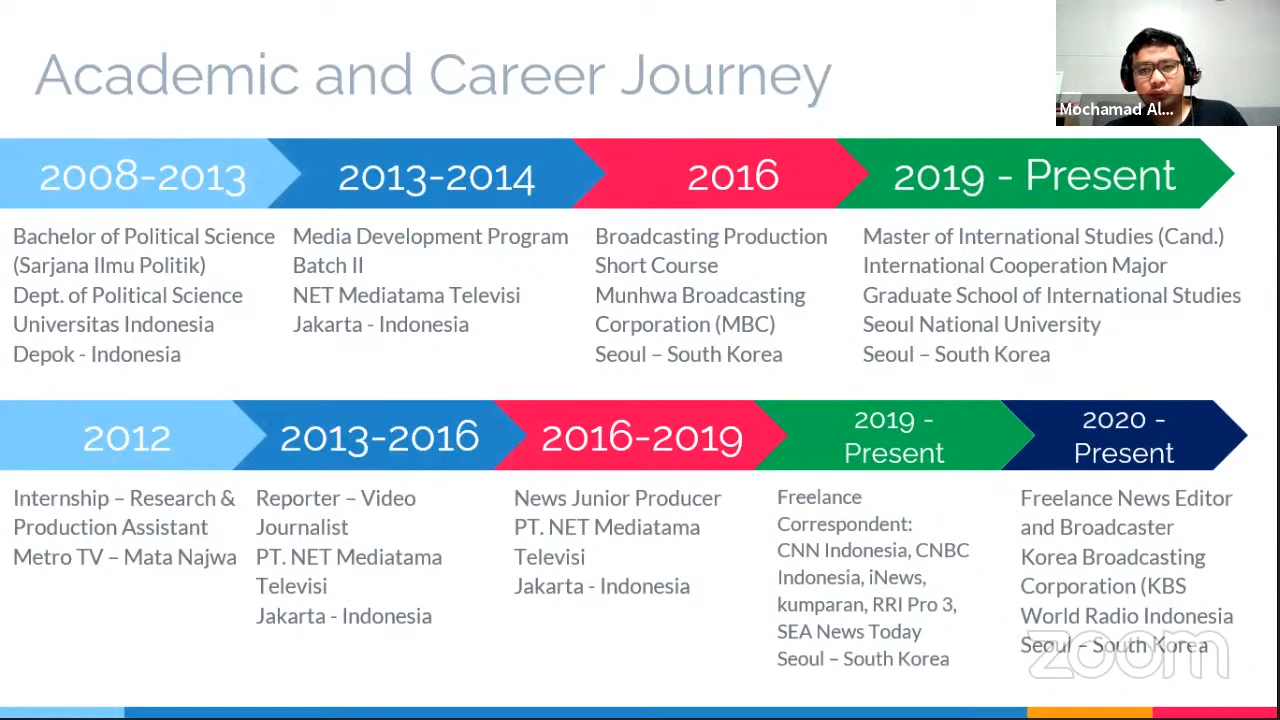 Academic and Career Journey
Mochamad Al...
2008-2013
2013-2014
2016
2019 - Present
Bachelor of Political Science
(Sarjana Ilmu Politik)
Dept. of Political Science
Universitas Indonesia
Depok - Indonesia
Media Development Program
Batch II
NET Mediatama Televisi
Jakarta - Indonesia
Broadcasting Production
Short Course
Munhwa Broadcasting
Corporation (MBC)
Seoul – South Korea
Master of International Studies (Cand.)
International Cooperation Major
Graduate School of International Studies
Seoul National University
Seoul – South Korea
2012
2013-2016
2016-2019
2019 -
Present
2020 -
Present
Internship – Research &
Production Assistant
Metro TV – Mata Najwa
Reporter – Video
Journalist
PT. NET Mediatama
Televisi
Jakarta - Indonesia
News Junior Producer
PT. NET Mediatama
Televisi
Jakarta - Indonesia
Freelance
Correspondent:
CNN Indonesia, CNBC
Indonesia, iNews,
kumparan, RRI Pro 3,
SEA News Today
Seoul – South Korea
Freelance News Editor
and Broadcaster
Korea Broadcasting
Corporation (KBS
World Radio Indonesia
Seoul – South Korea
zoom